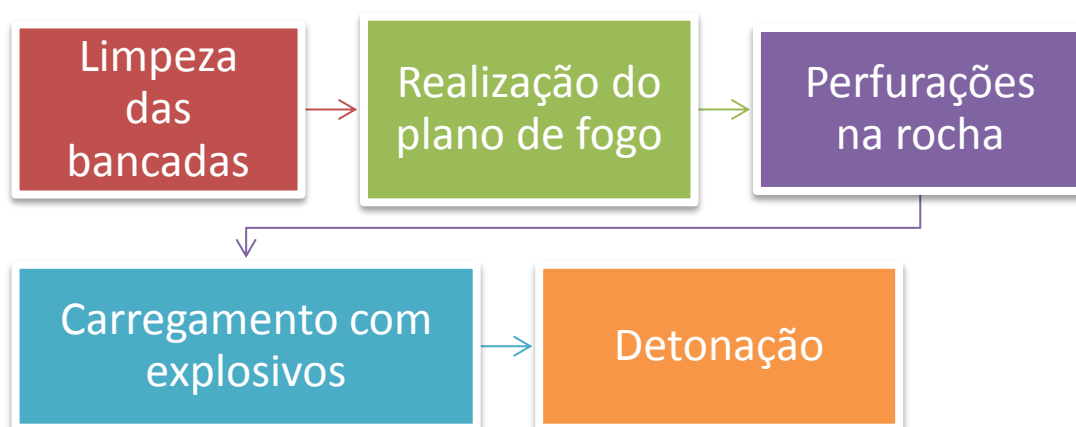 Limpeza
das
bancadas
Realização do
plano de fogo
Perfurações
na rocha
Carregamento com
explosivos
Detonação